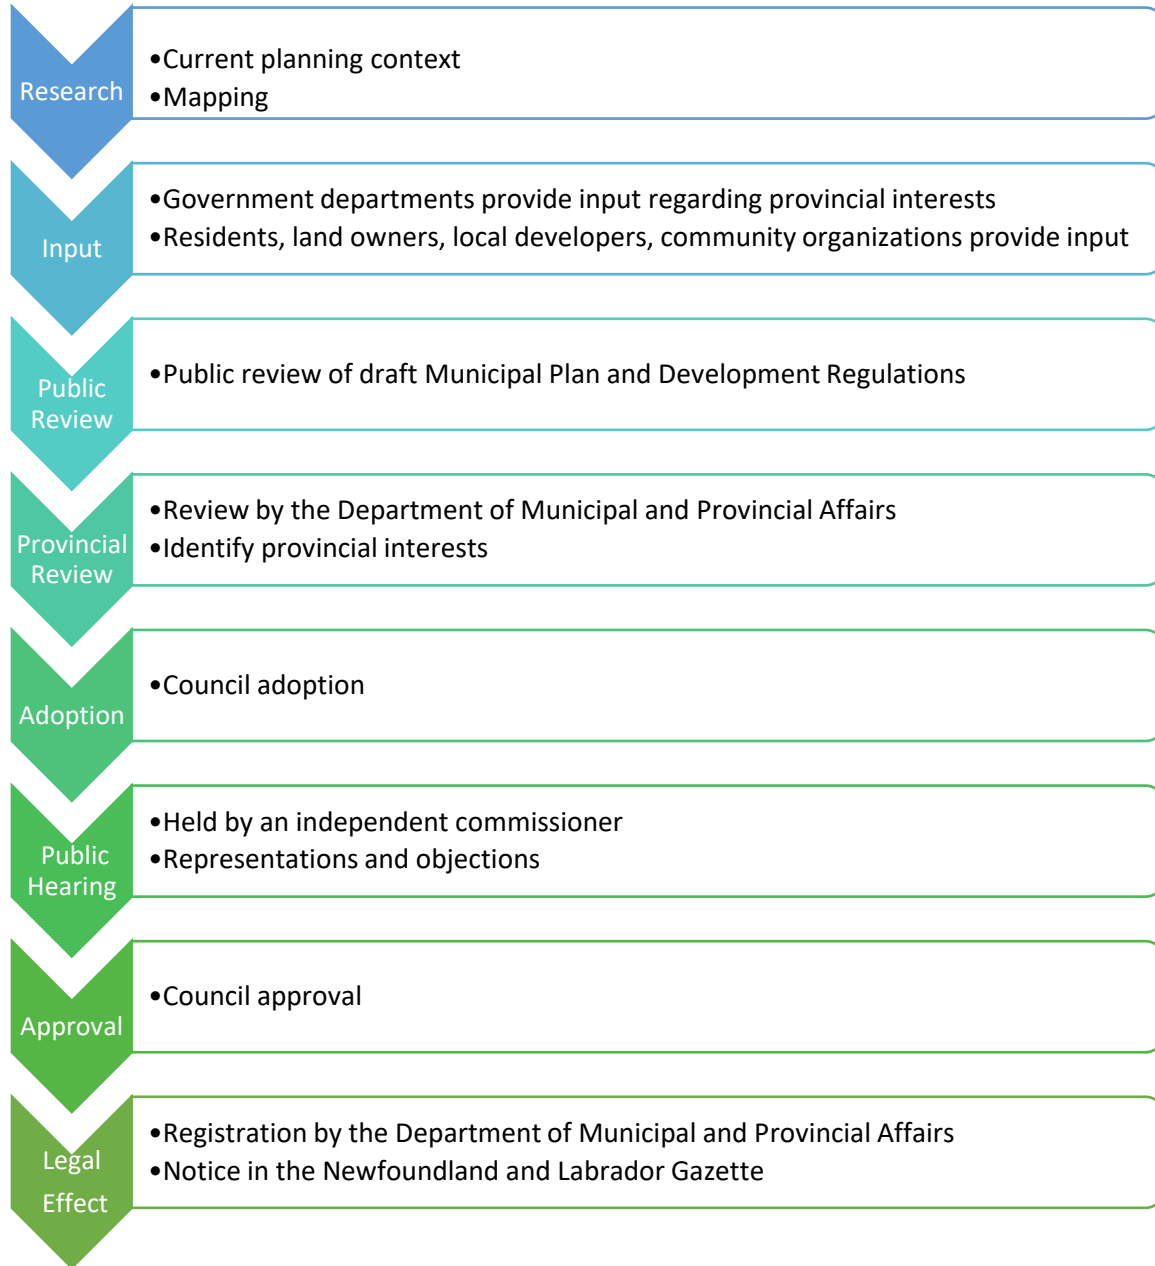 Research
•Current planning context
•Mapping
Input
•Government departments provide input regarding provincial interests
•Residents, land owners, local developers, community organizations provide input
Public
Review
•Public review of draft Municipal Plan and Development Regulations
Provincial
Review
•Review by the Department of Municipal and Provincial Affairs
•Identify provincial interests
Adoption
•Council adoption
Public
Hearing
•Held by an independent commissioner
•Representations and objections
Approval
•Council approval
Legal
Effect
•Registration by the Department of Municipal and Provincial Affairs
•Notice in the Newfoundland and Labrador Gazette